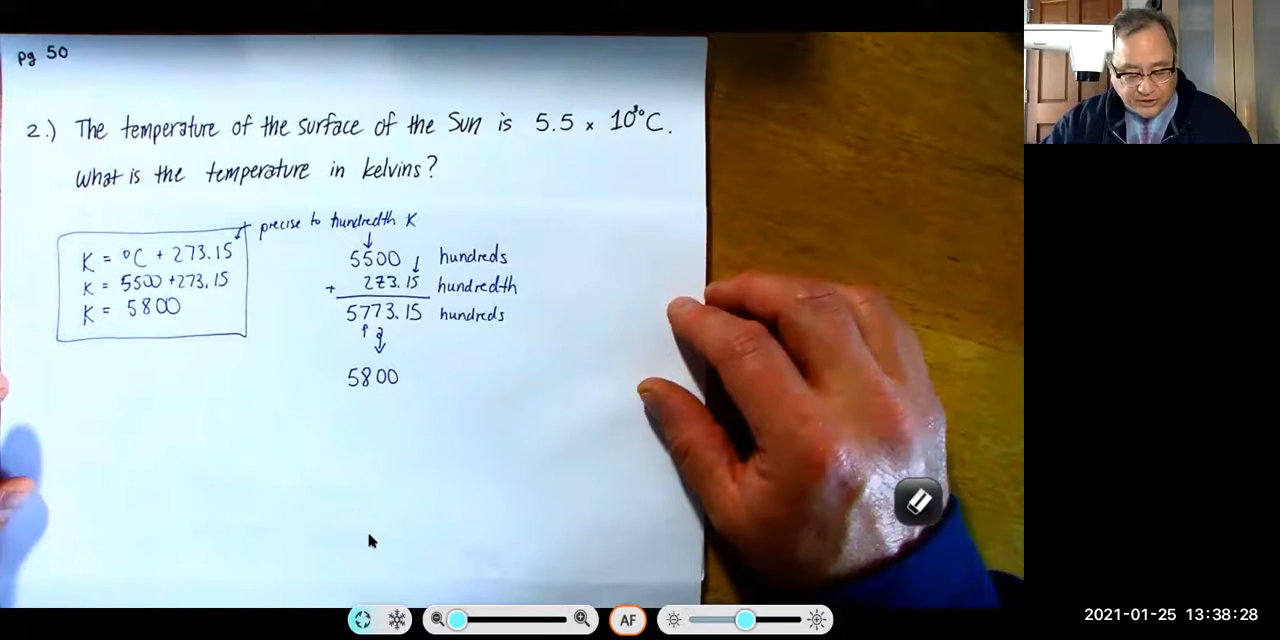 pg 50
2.) The temperature of the surface of the Sun is 5.5 × 10³°C.
What is the temperature in kelvins?
precise to hundredth K
K = °C + 273.15
K = 5500 + 273.15
K = 5800
5500 hundreds
+ 273.15 hundredth
5773.15 hundreds
5800
AF
2021-01-25 13:38:28